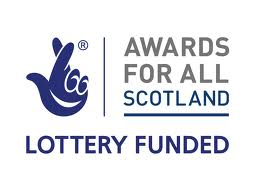 ®
AWARDS
FOR ALL
SCOTLAND
LOTTERY FUNDED